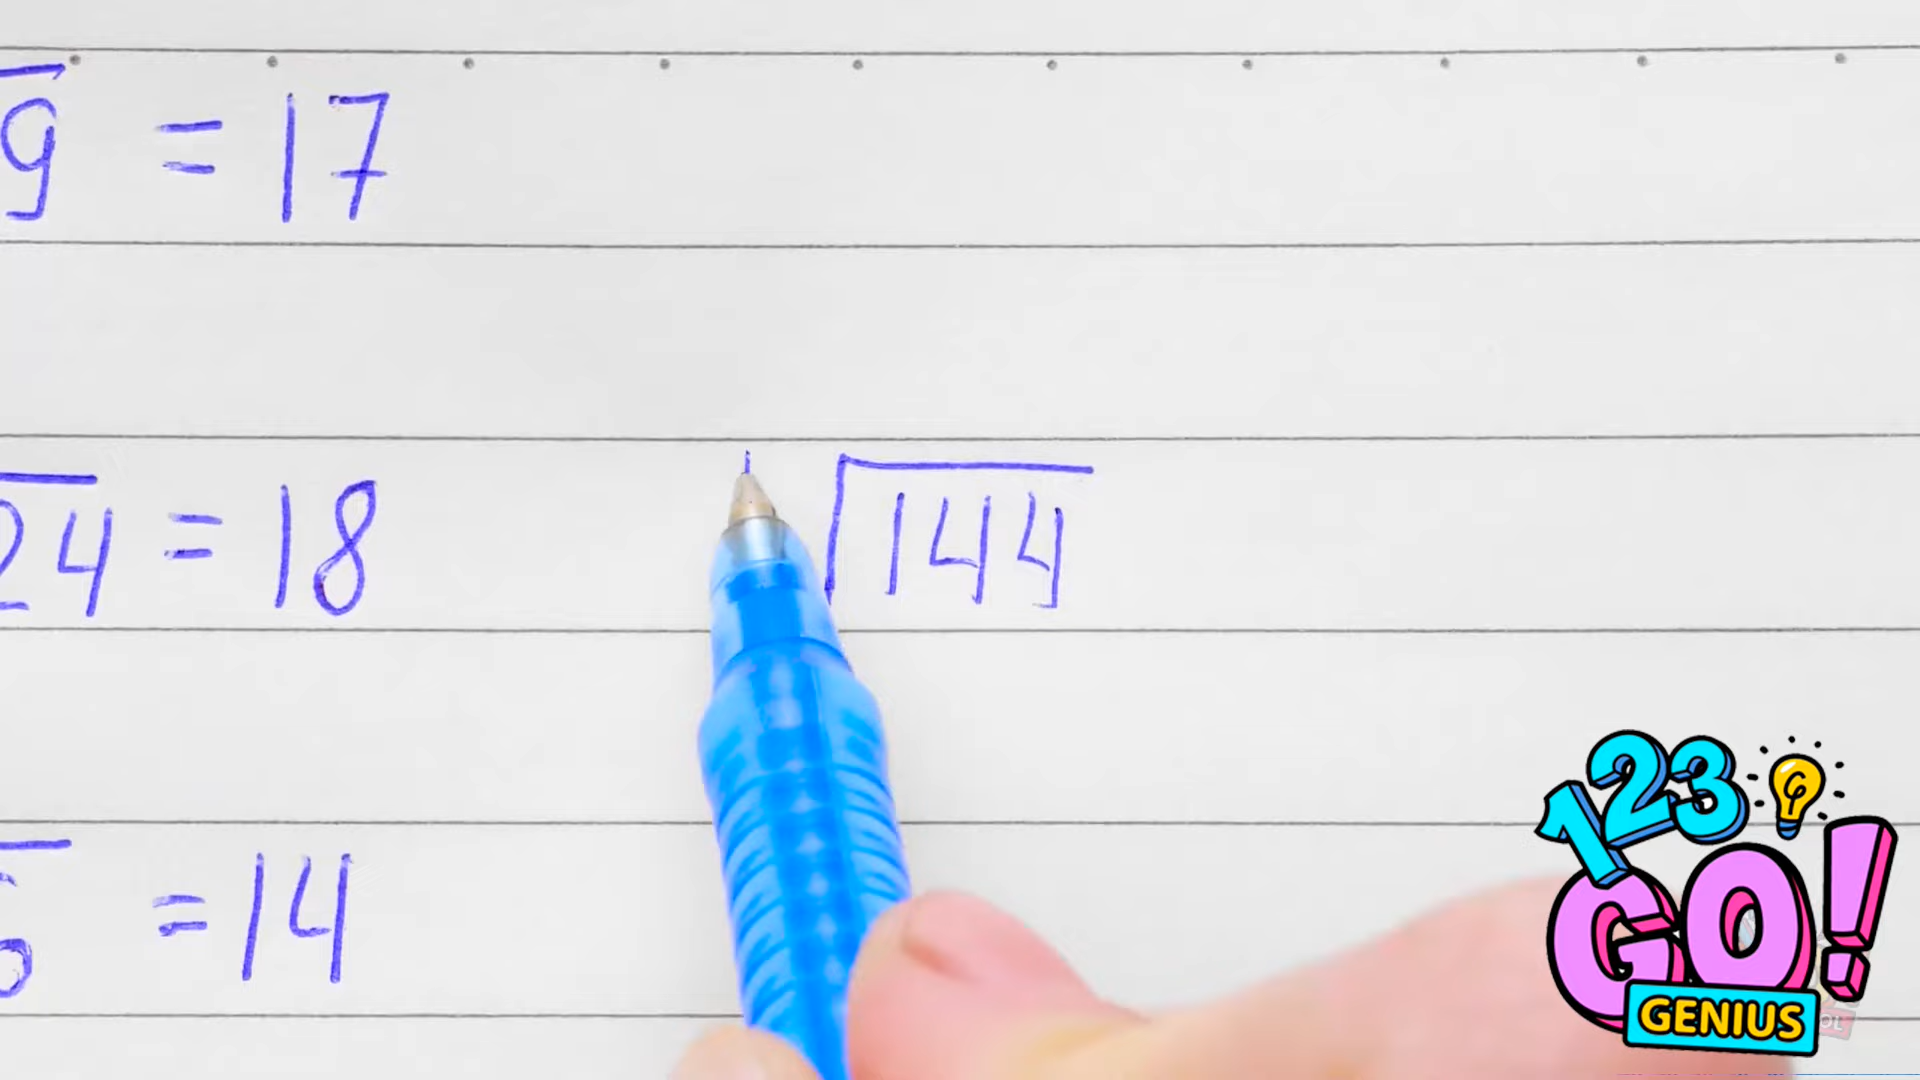 9 = 17
24 = 18 √144
6 = 14
123
GO!
GENIUS